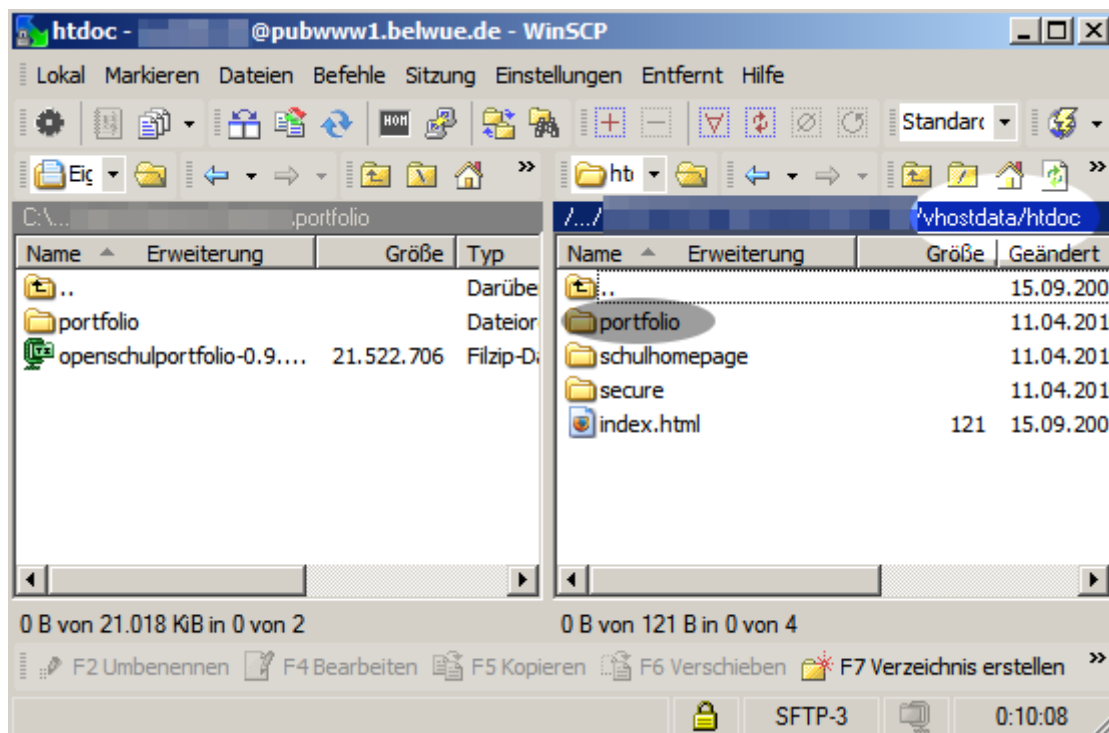 htdoc - @pubwww1.belwue.de - WinSCP
Lokal Markieren Dateien Befehle Sitzung Einstellungen Entfernt Hilfe
Standarc
Eig htı
C:\... .portfolio /.../ /vhostdata/htdoc
Name Erweiterung Größe Typ Name Erweiterung Größe Geändert
.. Darübe .. 15.09.200
portfolio Dateior portfolio 11.04.201
openschulportfolio-0.9.... 21.522.706 Filzip-Da schulhomepage 11.04.201
secure 11.04.201
index.html 121 15.09.200
0 B von 21.018 KiB in 0 von 2 0 B von 121 B in 0 von 4
F2 Umbenennen F4 Bearbeiten F5 Kopieren F6 Verschieben F7 Verzeichnis erstellen »
SFTP-3 0:10:08